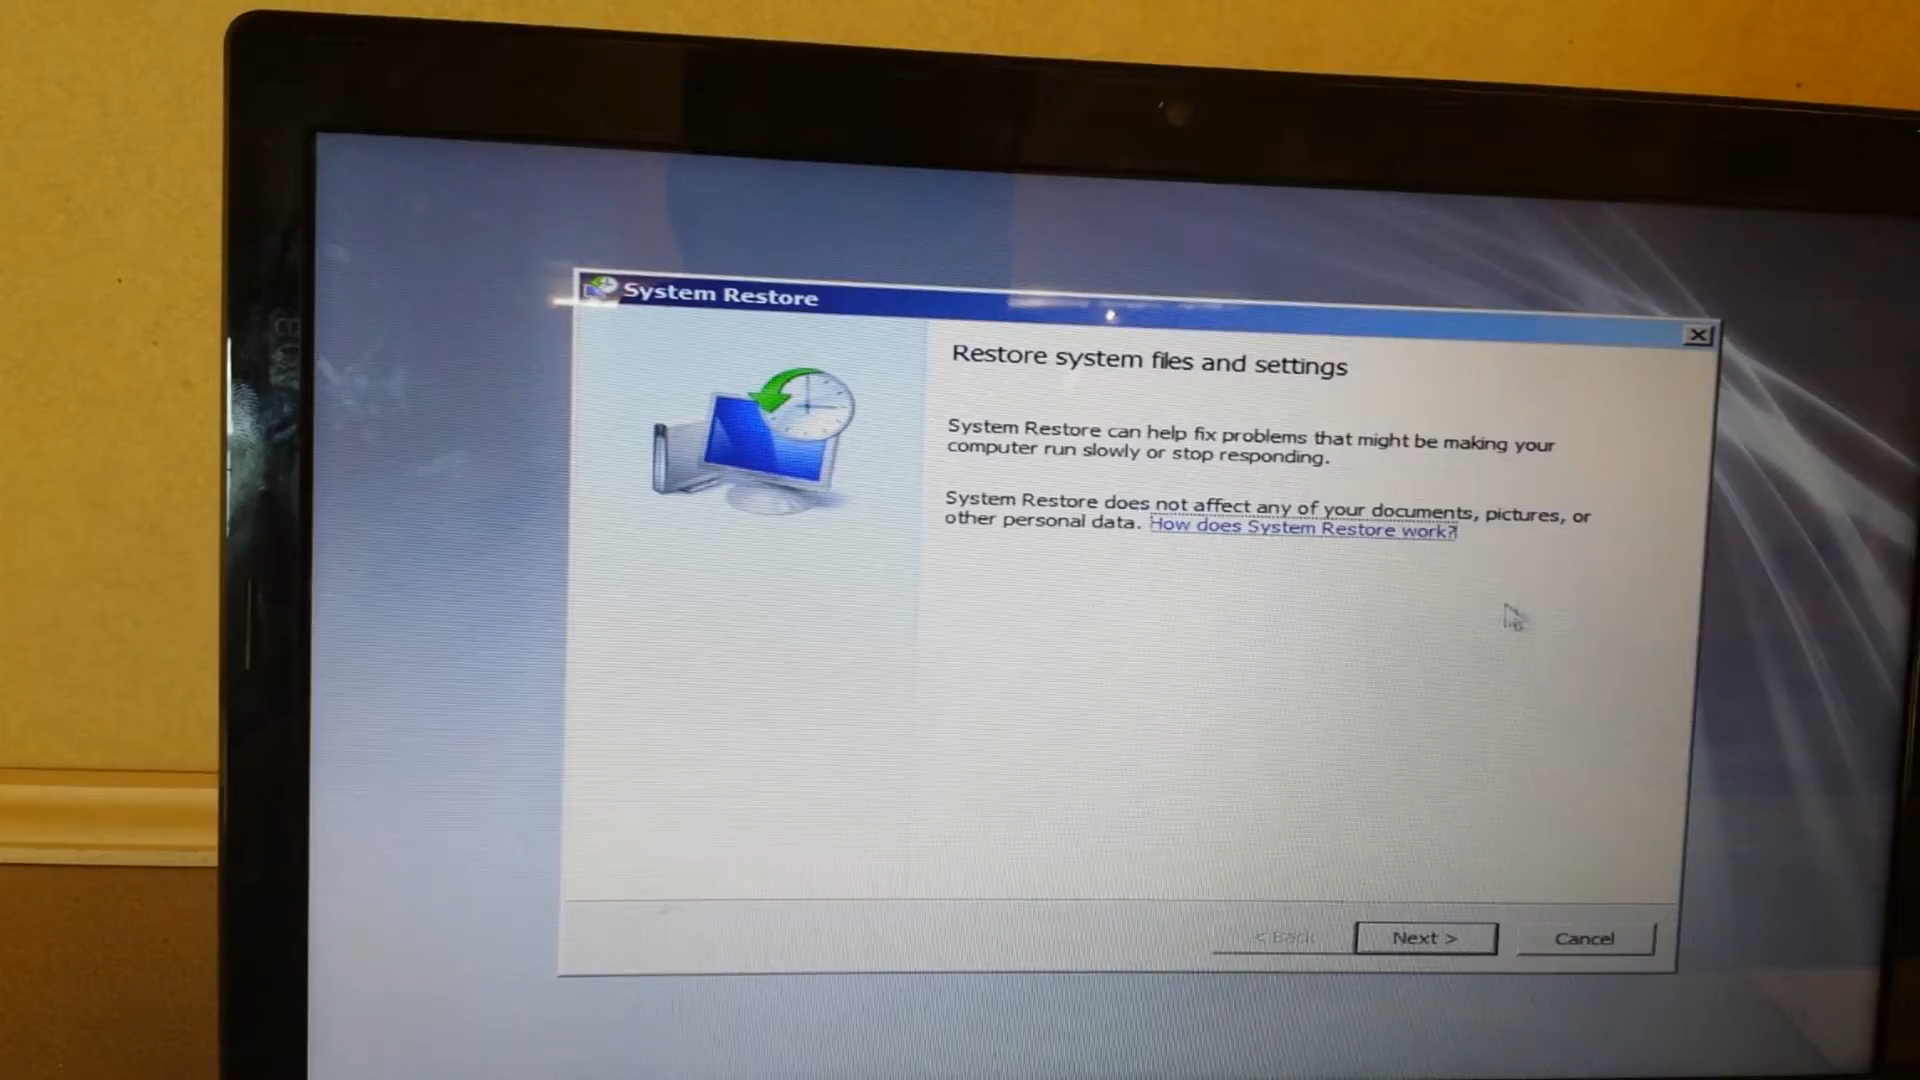 System Restore
Restore system files and settings
System Restore can help fix problems that might be making your
computer run slowly or stop responding.
System Restore does not affect any of your documents, pictures, or
other personal data. How does System Restore work?
< Back
Next >
Cancel